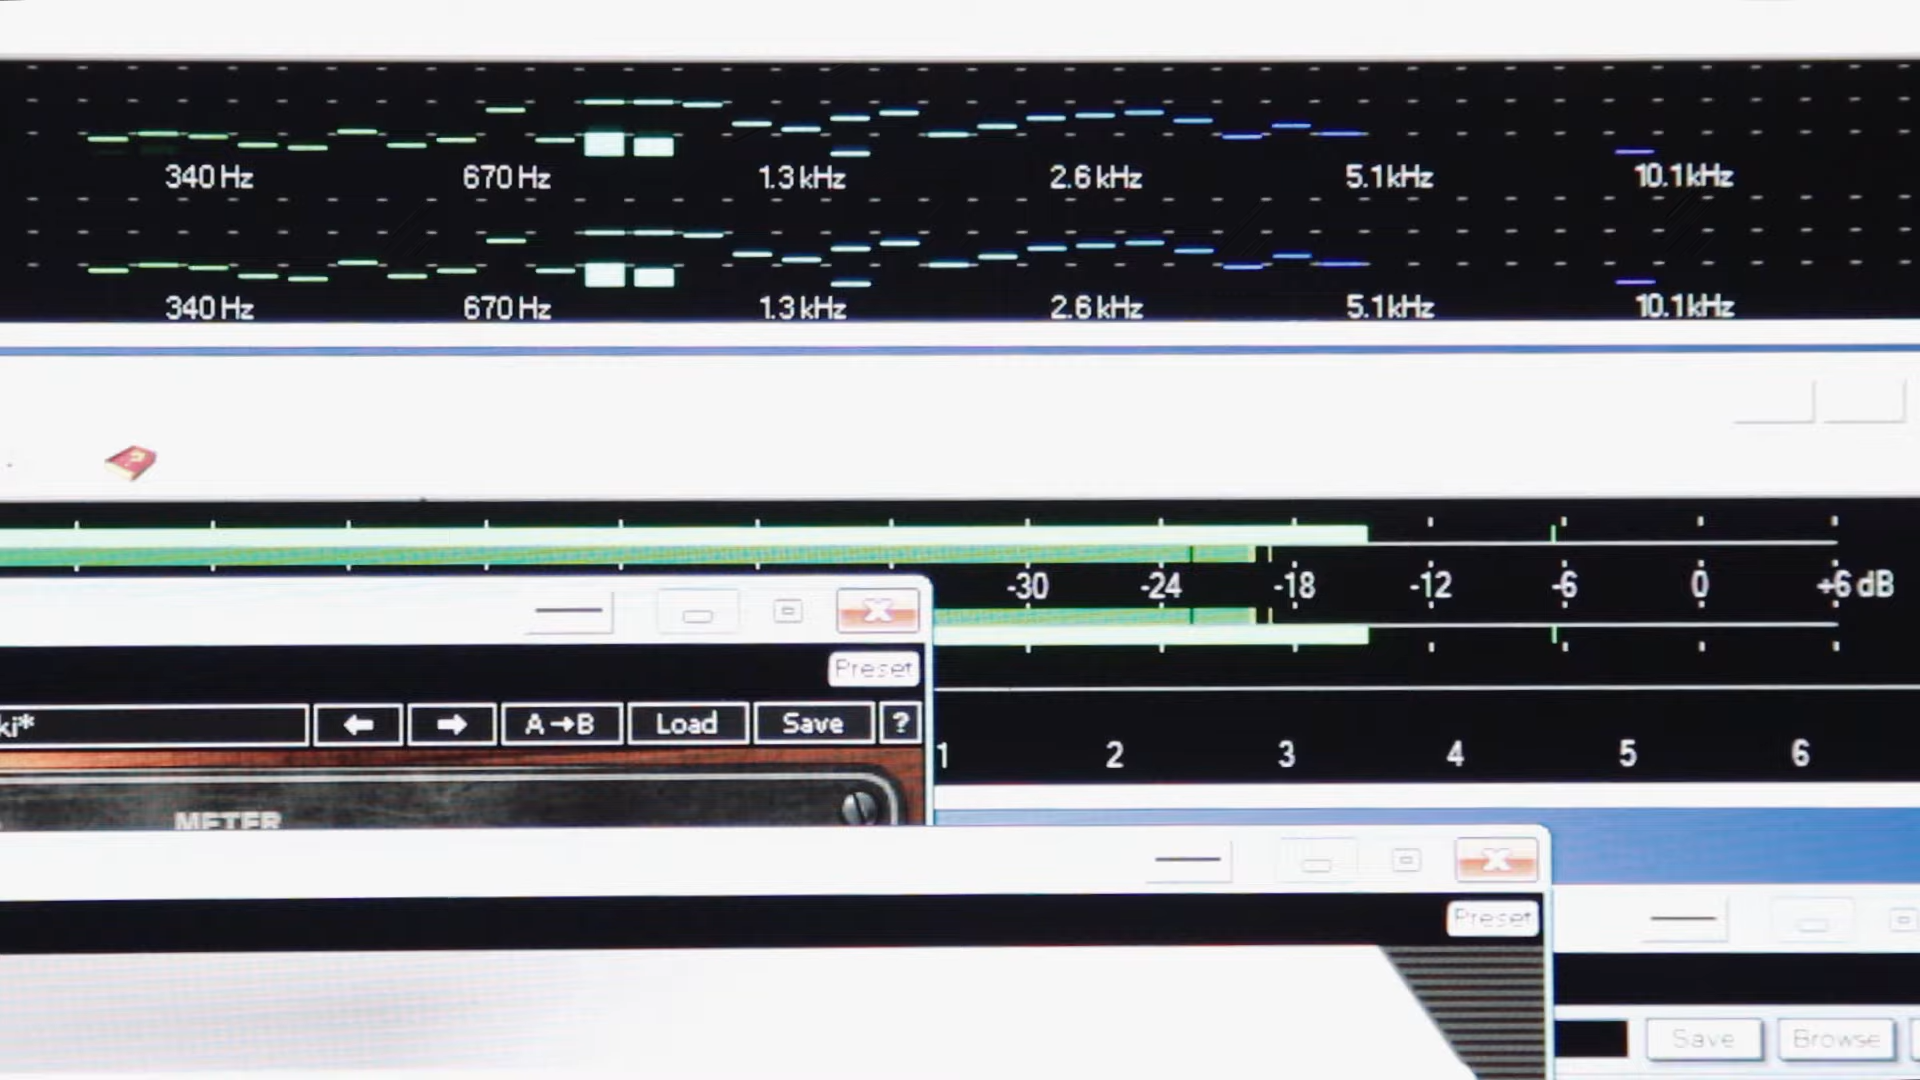 340 Hz 670 Hz 1.3 kHz 2.6 kHz 5.1 kHz 10.1 kHz
340 Hz 670 Hz 1.3 kHz 2.6 kHz 5.1 kHz 10.1 kHz
?
-30 -24 -18 -12 -6 0 +6 dB
Preset
ki* A B Load Save ?
1 2 3 4 5 6
METER
Preset
Save Browse